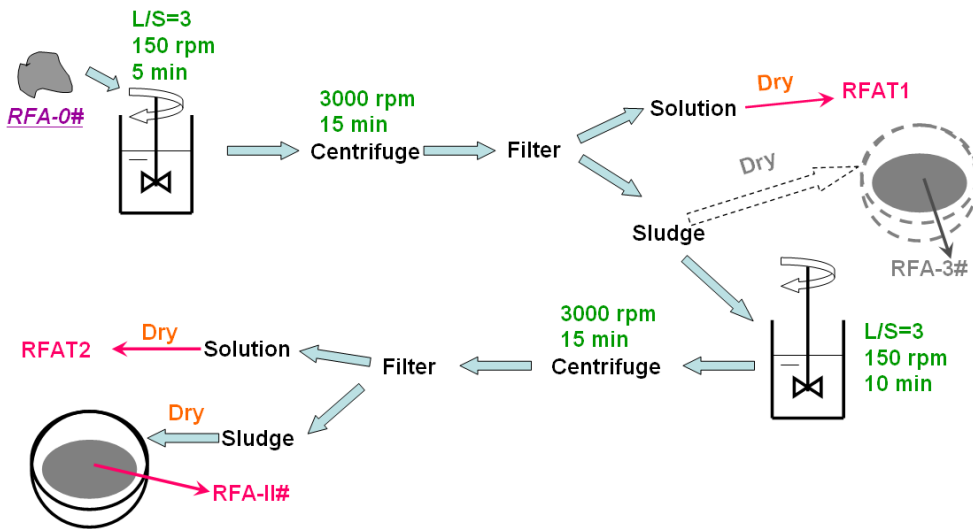 L/S=3
150 rpm
5 min
RFA-0#
3000 rpm
15 min
Centrifuge
Filter
Solution
Dry
RFAT1
Dry
Sludge
RFA-3#
L/S=3
150 rpm
10 min
3000 rpm
15 min
Centrifuge
Filter
Solution
Dry
RFAT2
Dry
Sludge
RFA-II#